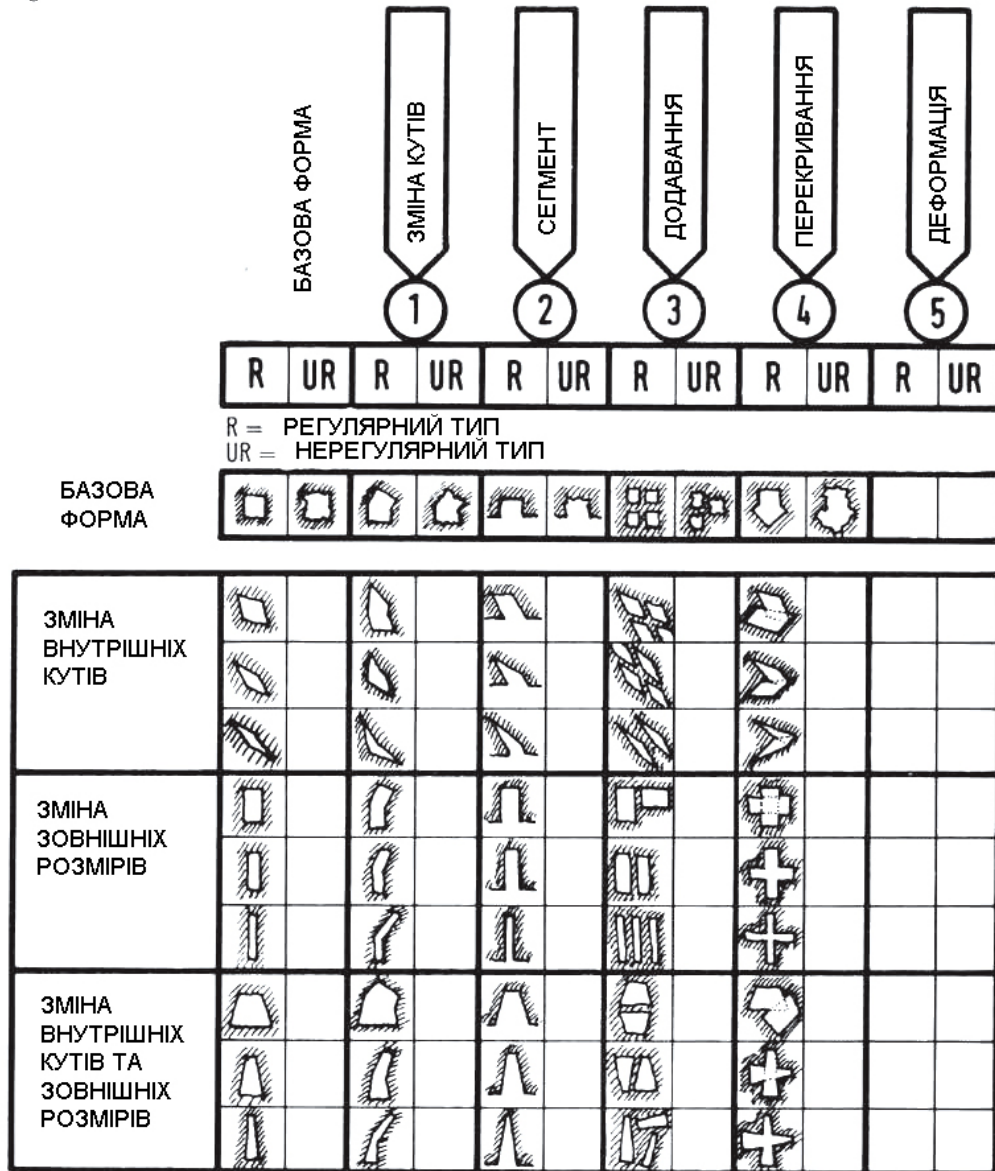 БАЗОВА ФОРМА
ЗМІНА КУТІВ
СЕГМЕНТ
ДОДАВАННЯ
ПЕРЕКРИВАННЯ
ДЕФОРМАЦІЯ
1 2 3 4 5
R UR R UR R UR R UR R UR R UR
R = РЕГУЛЯРНИЙ ТИП
UR = НЕРЕГУЛЯРНИЙ ТИП
БАЗОВА
ФОРМА
ЗМІНА
ВНУТРІШНІХ
КУТІВ
ЗМІНА
ЗОВНІШНІХ
РОЗМІРІВ
ЗМІНА
ВНУТРІШНІХ
КУТІВ ТА
ЗОВНІШНІХ
РОЗМІРІВ